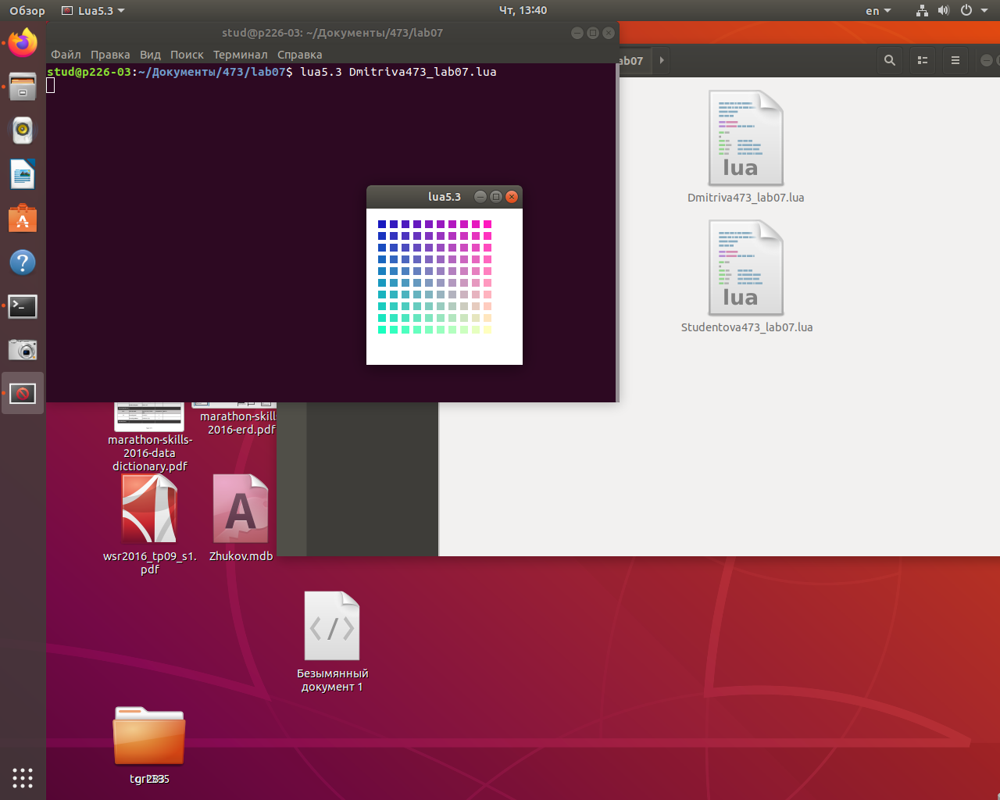 Обзор
Lua5.3
Чт, 13:40
en
stud@p226-03: ~/Документы/473/lab07
Файл Правка Вид Поиск Терминал Справка
stud@p226-03:~/Документы/473/lab07$ lua5.3 Dmitriva473_lab07.lua
ab07
lua5.3
lua
Dmitriva473_lab07.lua
lua
Studentova473_lab07.lua
marathon-skills-
2016-data
dictionary.pdf
marathon-skill
2016-erd.pdf
wsr2016_tp09_s1.
pdf
A
Zhukov.mdb
</>
Безымянный
документ 1